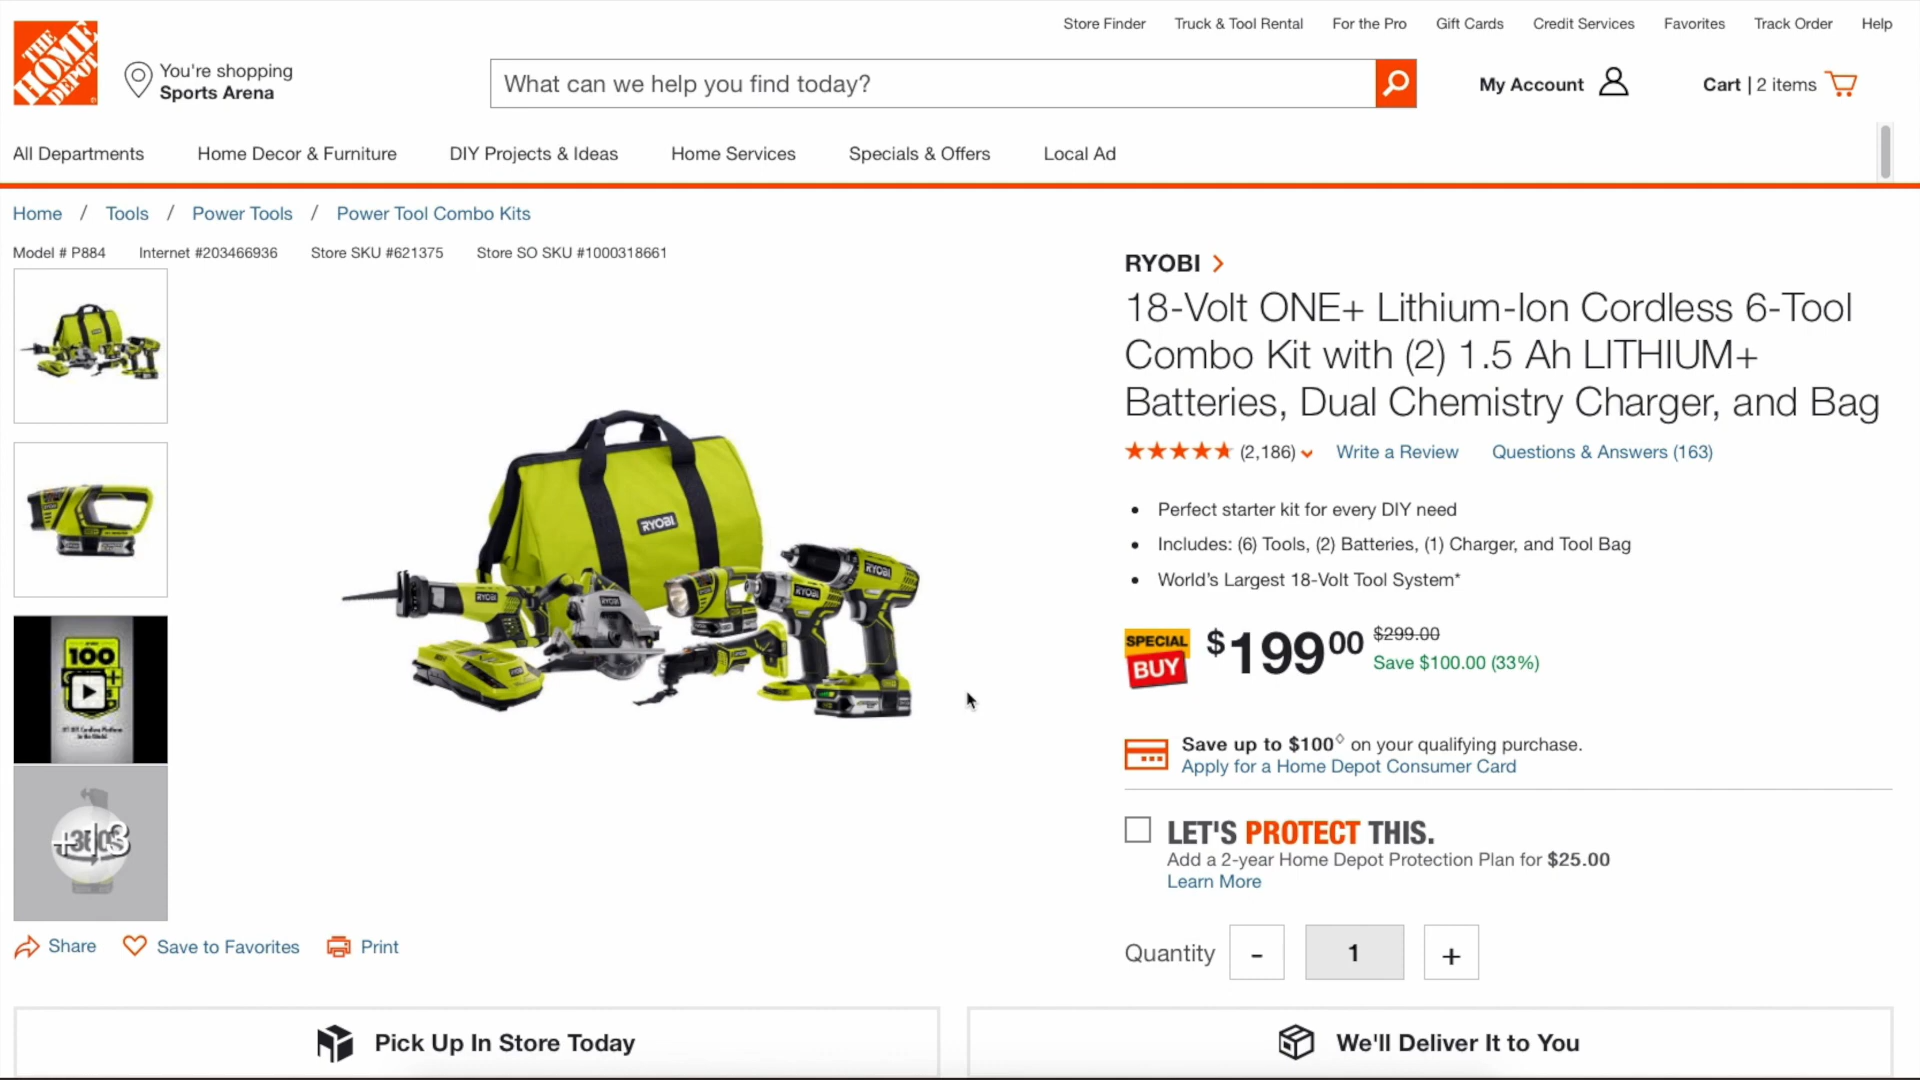 THE HOME DEPOT
You're shopping
Sports Arena
Store Finder Truck & Tool Rental For the Pro Gift Cards Credit Services Favorites Track Order Help
What can we help you find today?
My Account
Cart | 2 items
All Departments Home Decor & Furniture DIY Projects & Ideas Home Services Specials & Offers Local Ad
Home / Tools / Power Tools / Power Tool Combo Kits
Model # P884 Internet #203466936 Store SKU #621375 Store SO SKU #1000318661
100
RYOBI
RYOBI
RYOBI
RYOBI
RYOBI
RYOBI >
18-Volt ONE+ Lithium-Ion Cordless 6-Tool
Combo Kit with (2) 1.5 Ah LITHIUM+
Batteries, Dual Chemistry Charger, and Bag
(2,186) Write a Review Questions & Answers (163)
• Perfect starter kit for every DIY need
• Includes: (6) Tools, (2) Batteries, (1) Charger, and Tool Bag
• World's Largest 18-Volt Tool System*
SPECIAL BUY
$199 00
$299.00
Save $100.00 (33%)
Save up to $100◊ on your qualifying purchase.
Apply for a Home Depot Consumer Card
LET'S PROTECT THIS.
Add a 2-year Home Depot Protection Plan for $25.00
Learn More
Quantity - 1 +
Share Save to Favorites Print
Pick Up In Store Today
We'll Deliver It to You